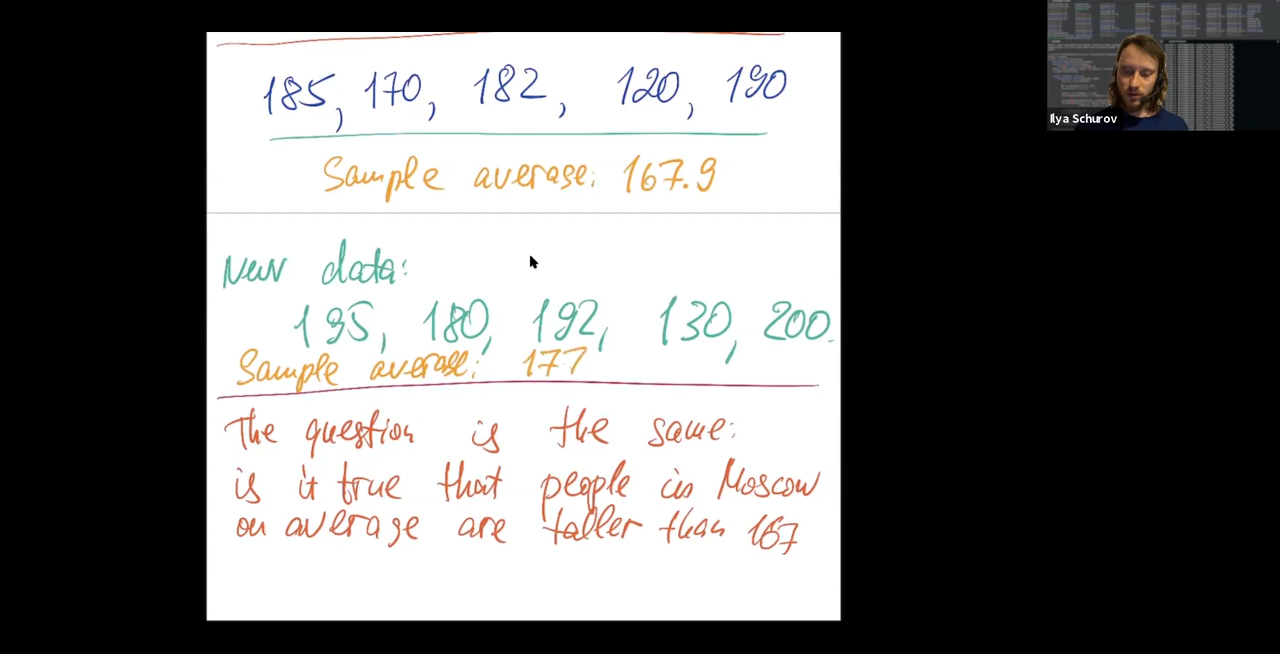 185, 170, 182, 120, 190
Sample average: 167.9
New data:
195, 180, 192, 130, 200.
Sample average: 177
The question is the same:
is it true that people in Moscow
on average are taller than 167
Ilya Schurov